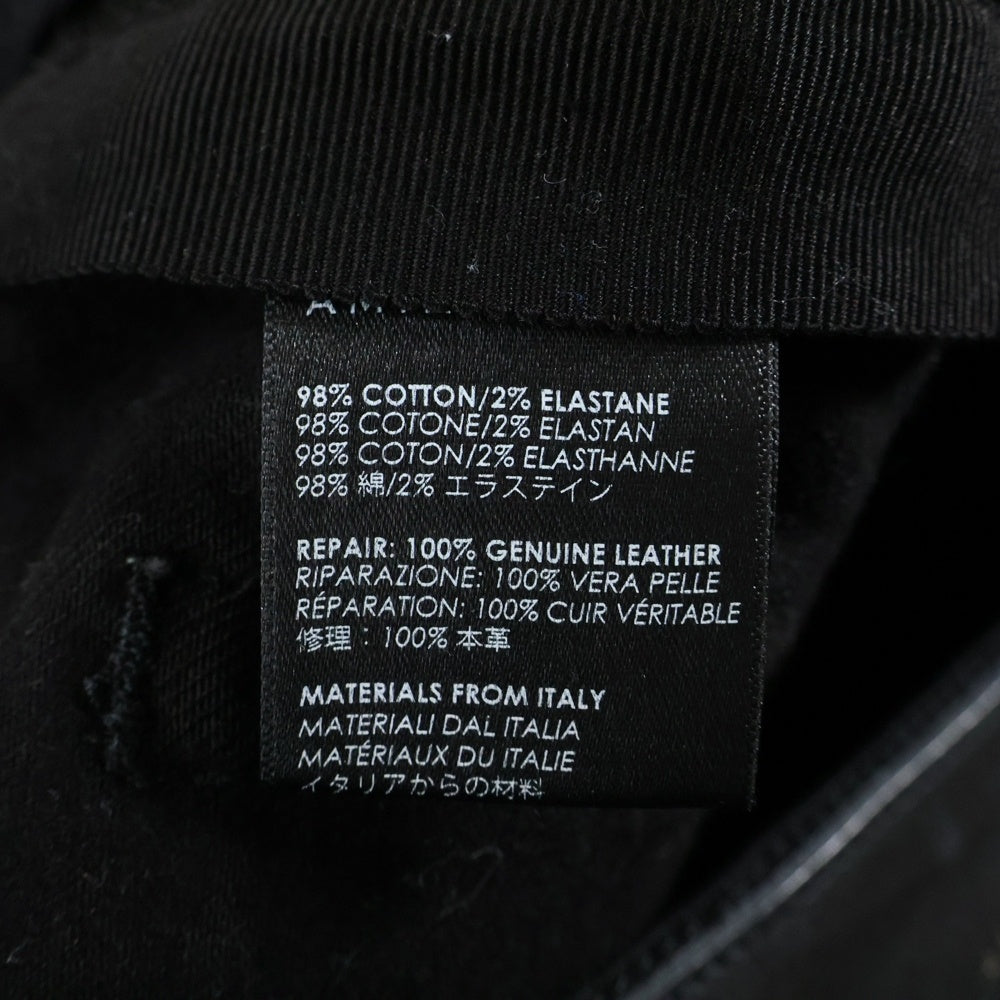 98% COTTON/2% ELASTANE
98% COTONE/2% ELASTAN
98% COTON/2% ELASTHANNE
98% 綿/2% エラステイン
REPAIR: 100% GENUINE LEATHER
RIPARAZIONE: 100% VERA PELLE
RÉPARATION: 100% CUIR VÉRITABLE
修理：100% 本革
MATERIALS FROM ITALY
MATERIALI DAL ITALIA
MATÉRIAUX DU ITALIE
イタリアからの材料